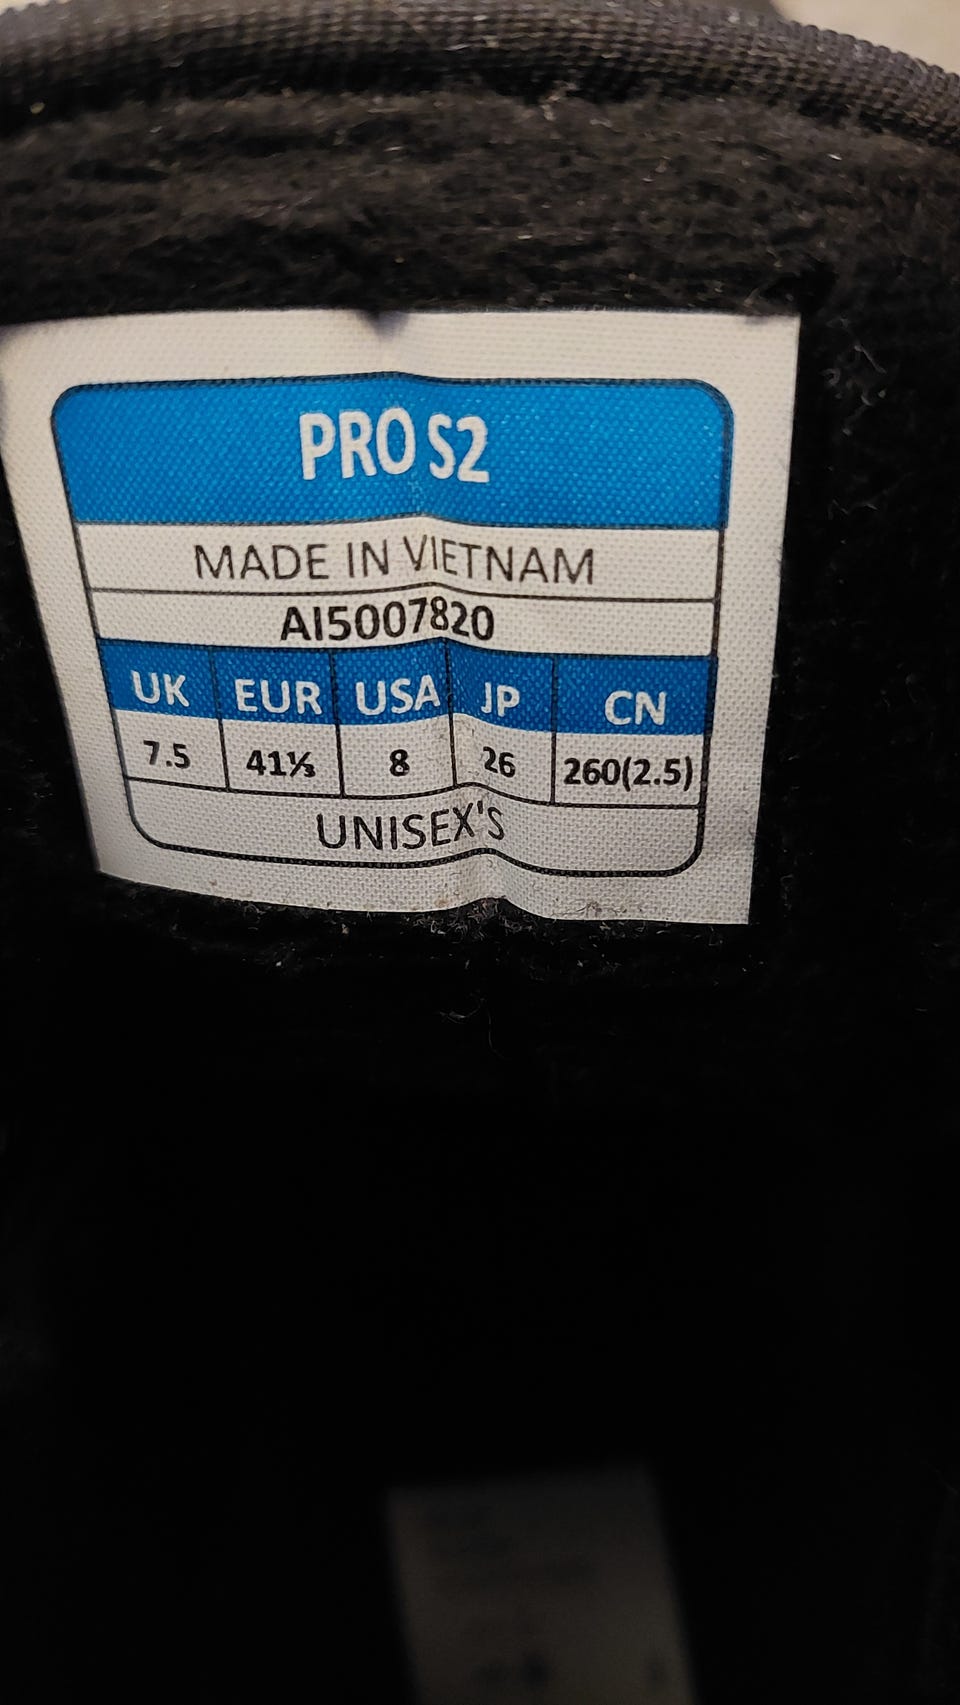 PRO S2
MADE IN VIETNAM
AI5007820
UK EUR USA JP CN
7.5 41⅓ 8 26 260(2.5)
UNISEX'S